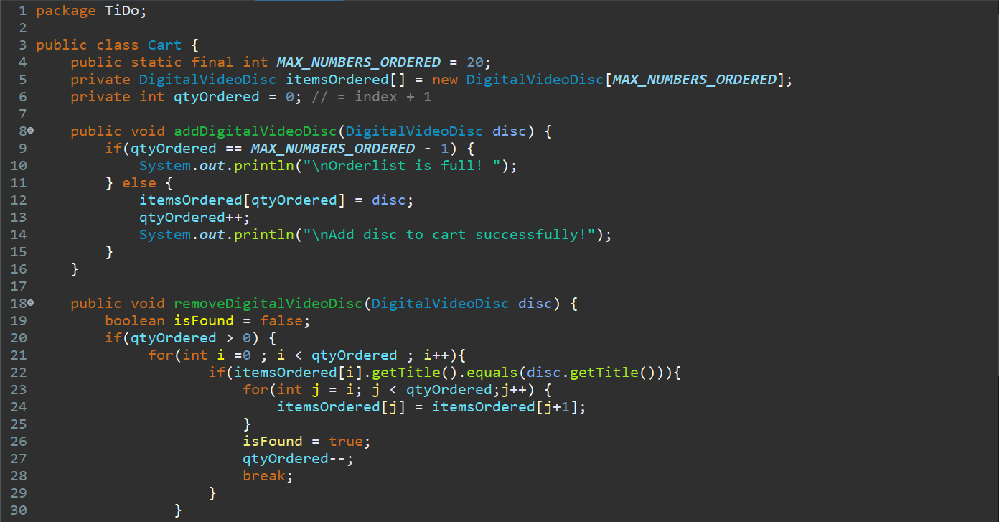 1 package TiDo;
2
3 public class Cart {
4     public static final int MAX_NUMBERS_ORDERED = 20;
5     private DigitalVideoDisc itemsOrdered[] = new DigitalVideoDisc[MAX_NUMBERS_ORDERED];
6     private int qtyOrdered = 0; // = index + 1
7
8     public void addDigitalVideoDisc(DigitalVideoDisc disc) {
9         if(qtyOrdered == MAX_NUMBERS_ORDERED - 1) {
10             System.out.println("\nOrderlist is full! ");
11         } else {
12             itemsOrdered[qtyOrdered] = disc;
13             qtyOrdered++;
14             System.out.println("\nAdd disc to cart successfully!");
15         }
16     }
17
18     public void removeDigitalVideoDisc(DigitalVideoDisc disc) {
19         boolean isFound = false;
20         if(qtyOrdered > 0) {
21              for(int i =0 ; i < qtyOrdered ; i++){
22                     if(itemsOrdered[i].getTitle().equals(disc.getTitle())){
23                         for(int j = i; j < qtyOrdered;j++) {
24                             itemsOrdered[j] = itemsOrdered[j+1];
25                         }
26                         isFound = true;
27                         qtyOrdered--;
28                         break;
29                     }
30                 }